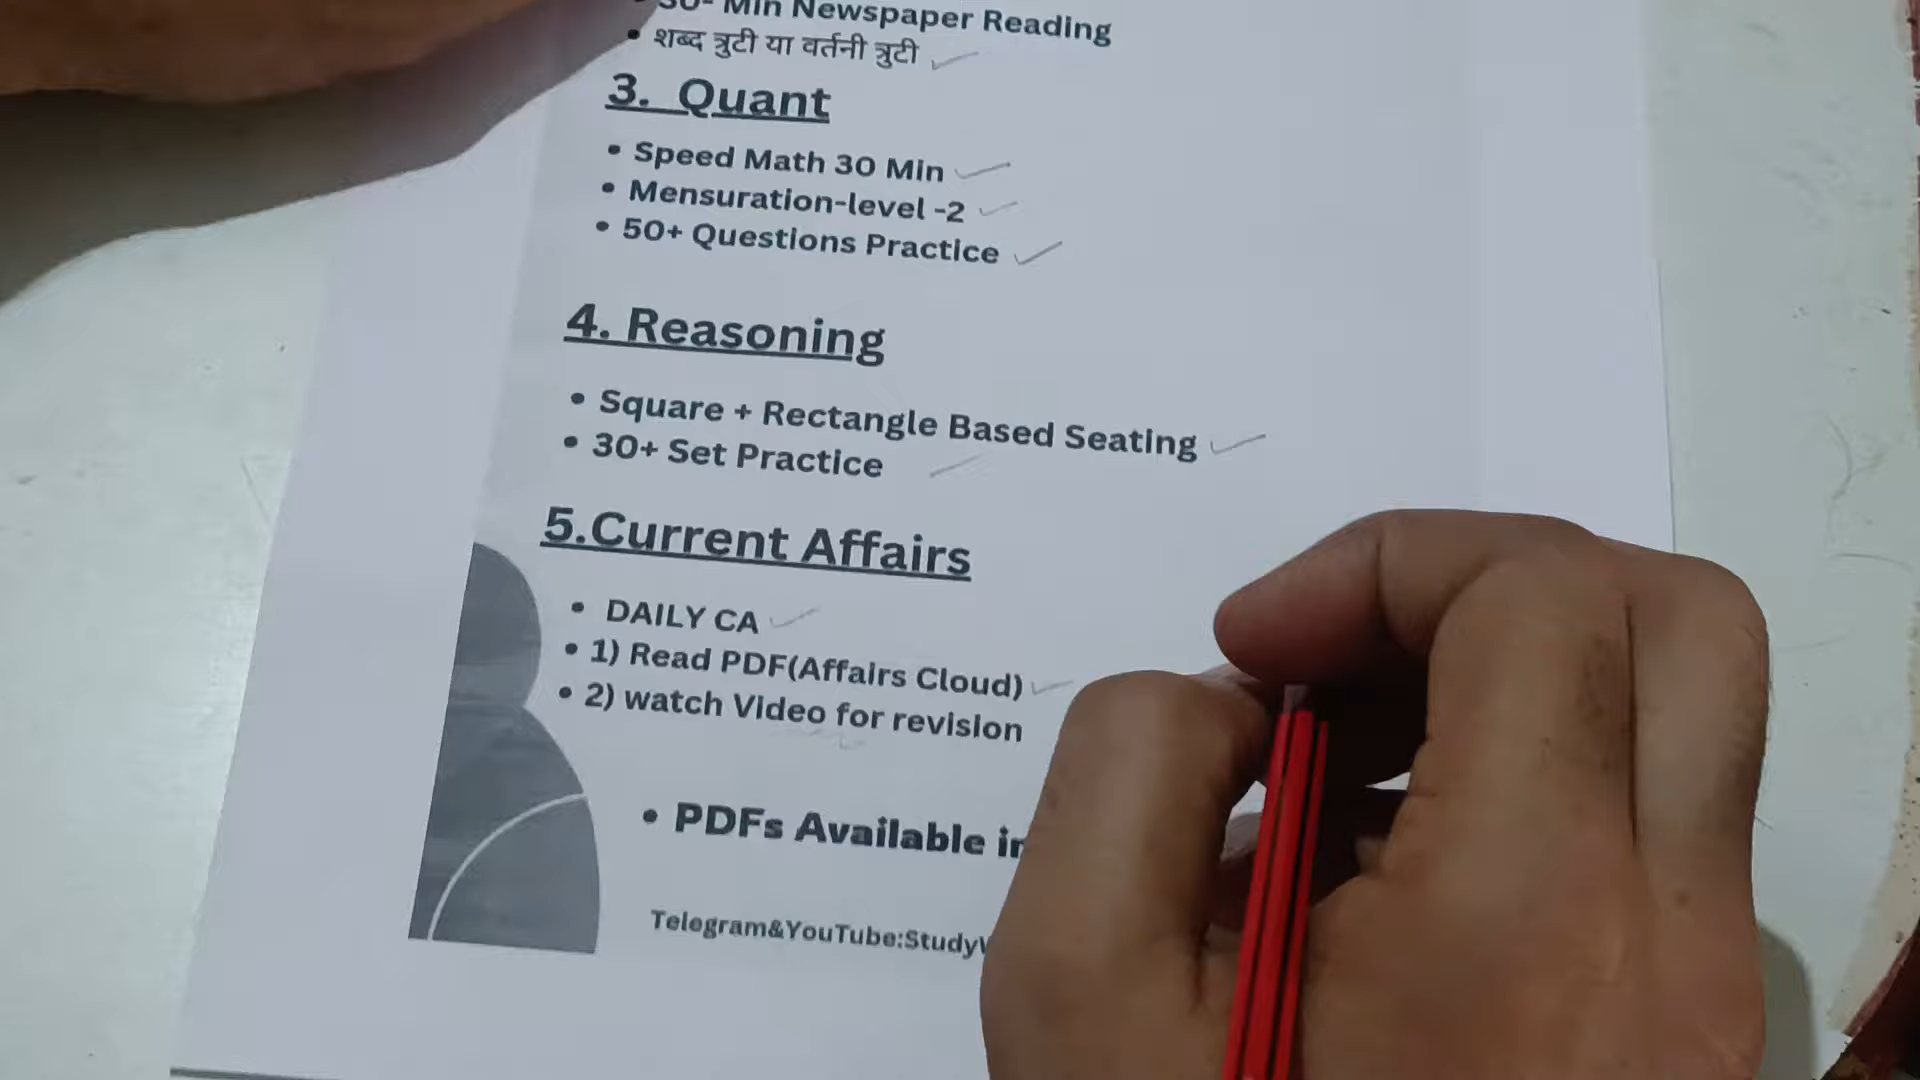 30- Min Newspaper Reading
शब्द त्रुटी या वर्तनी त्रुटी
3. Quant
Speed Math 30 Min
Mensuration-level -2
50+ Questions Practice
4. Reasoning
Square + Rectangle Based Seating
30+ Set Practice
5.Current Affairs
DAILY CA
1) Read PDF(Affairs Cloud)
2) watch Video for revision
PDFs Available in
Telegram&YouTube:Study